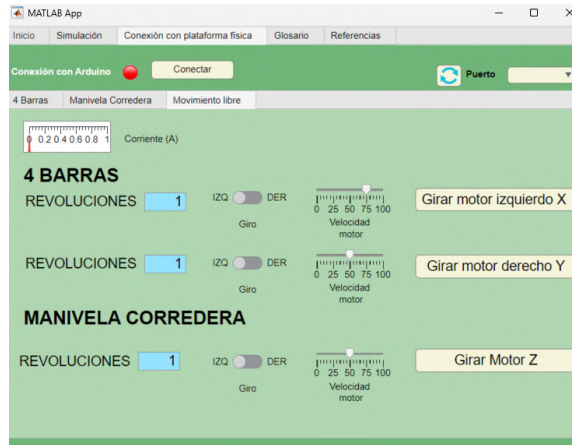 MATLAB App
Inicio Simulación Conexión con plataforma física Glosario Referencias
Conexión con Arduino Conectar Puerto
4 Barras Manivela Corredera Movimiento libre
0 0.2 0.4 0.6 0.8 1 Corriente (A)
4 BARRAS
REVOLUCIONES 1 IZQ DER Girar motor izquierdo X
0 25 50 75 100
Giro Velocidad motor
REVOLUCIONES 1 IZQ DER Girar motor derecho Y
0 25 50 75 100
Giro Velocidad motor
MANIVELA CORREDERA
REVOLUCIONES 1 IZQ DER Girar Motor Z
0 25 50 75 100
Giro Velocidad motor